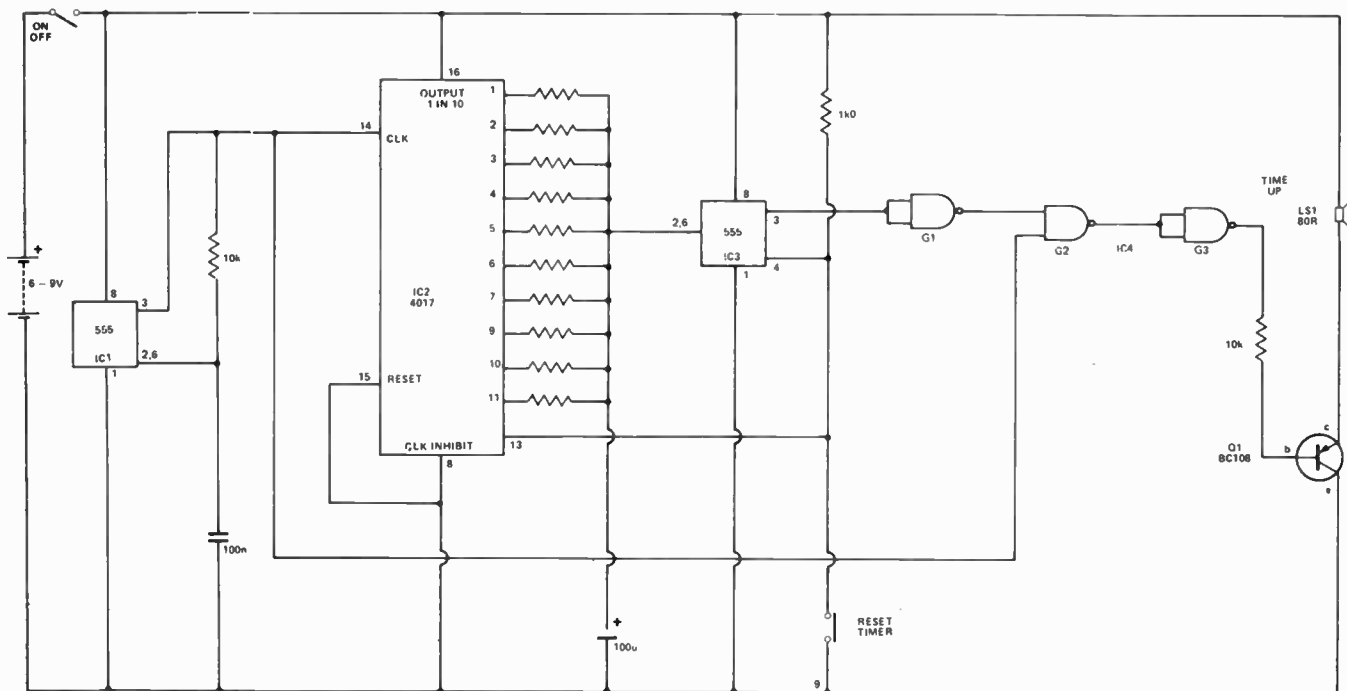 ON
OFF
+
6 – 9V
8
3
555
IC1
2,6
1
10k
100n
16
OUTPUT
1 IN 10
14
CLK
IC2
4017
15
RESET
CLK INHIBIT
13
8
1
2
3
4
5
6
7
9
10
11
+
100u
2,6
8
3
555
IC3
4
1
1k0
RESET
TIMER
9
G1
G2
IC4
G3
10k
TIME
UP
LS1
80R
Q1
BC108
b
c
e